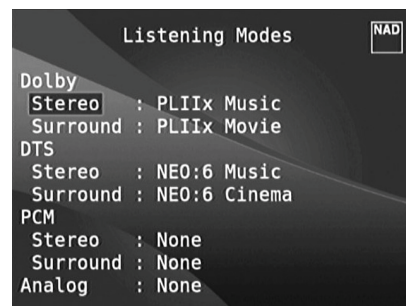 Listening Modes
NAD
Dolby
Stereo : PLIIx Music
Surround : PLIIx Movie
DTS
Stereo : NEO:6 Music
Surround : NEO:6 Cinema
PCM
Stereo : None
Surround : None
Analog : None